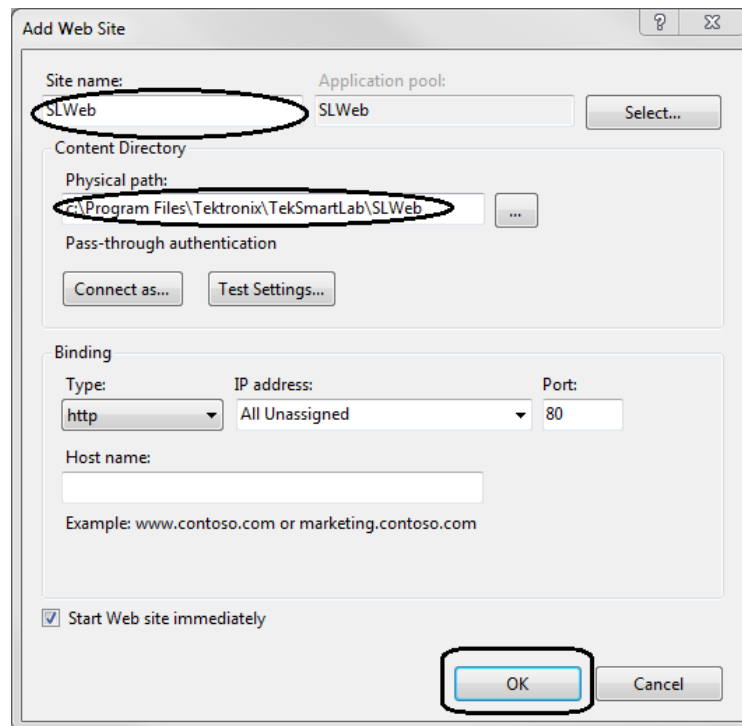 Add Web Site
Site name: Application pool:
SLWeb SLWeb Select...
Content Directory
Physical path:
c:\Program Files\Tektronix\TekSmartLab\SLWeb ...
Pass-through authentication
Connect as... Test Settings...
Binding
Type: IP address: Port:
http All Unassigned 80
Host name:
Example: www.contoso.com or marketing.contoso.com
Start Web site immediately
OK Cancel